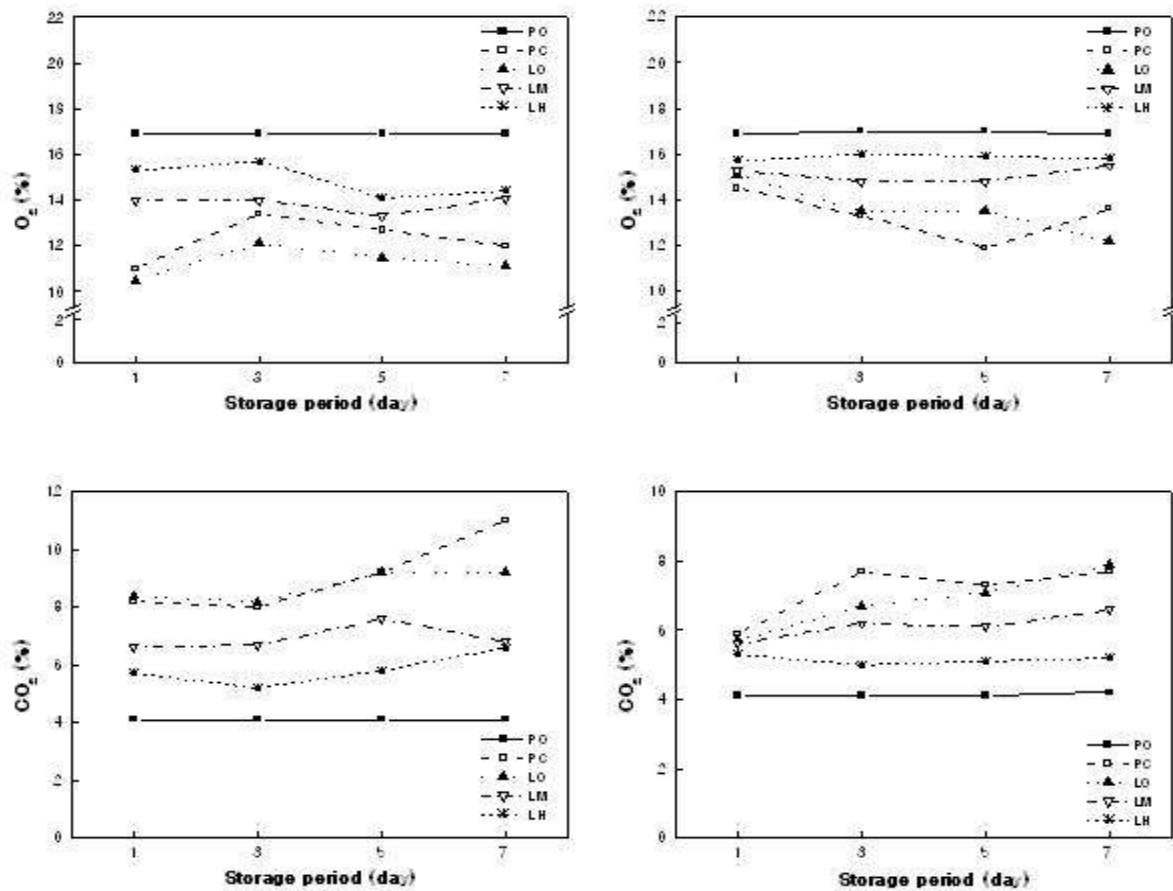 22
20
18
16
14
12
10
2
0
O₂ (%)
PO
PC
LO
LM
LH
1 3 5 7
Storage period (day)
22
20
18
16
14
12
10
2
0
O₂ (%)
PO
PC
LO
LM
LH
1 3 5 7
Storage period (day)
12
10
8
6
4
2
0
CO₂ (%)
PO
PC
LO
LM
LH
1 3 5 7
Storage period (day)
10
8
6
4
2
0
CO₂ (%)
PO
PC
LO
LM
LH
1 3 5 7
Storage period (day)